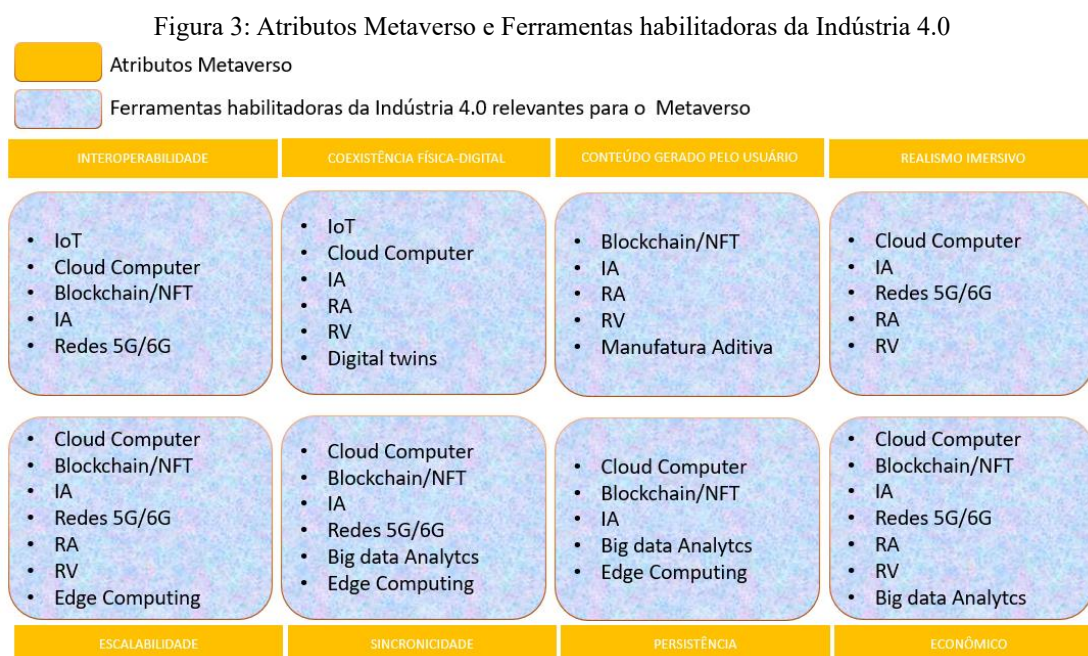 Figura 3: Atributos Metaverso e Ferramentas habilitadoras da Indústria 4.0
Atributos Metaverso
Ferramentas habilitadoras da Indústria 4.0 relevantes para o Metaverso
INTEROPERABILIDADE
• IoT
• Cloud Computer
• Blockchain/NFT
• IA
• Redes 5G/6G
COEXISTÊNCIA FÍSICA-DIGITAL
• IoT
• Cloud Computer
• IA
• RA
• RV
• Digital twins
CONTEÚDO GERADO PELO USUÁRIO
• Blockchain/NFT
• IA
• RA
• RV
• Manufatura Aditiva
REALISMO IMERSIVO
• Cloud Computer
• IA
• Redes 5G/6G
• RA
• RV
• Cloud Computer
• Blockchain/NFT
• IA
• Redes 5G/6G
• RA
• RV
• Edge Computing
ESCALABILIDADE
• Cloud Computer
• Blockchain/NFT
• IA
• Redes 5G/6G
• Big data Analytcs
• Edge Computing
SINCRONICIDADE
• Cloud Computer
• Blockchain/NFT
• IA
• Big data Analytcs
• Edge Computing
PERSISTÊNCIA
• Cloud Computer
• Blockchain/NFT
• IA
• Redes 5G/6G
• RA
• RV
• Big data Analytcs
ECONÔMICO